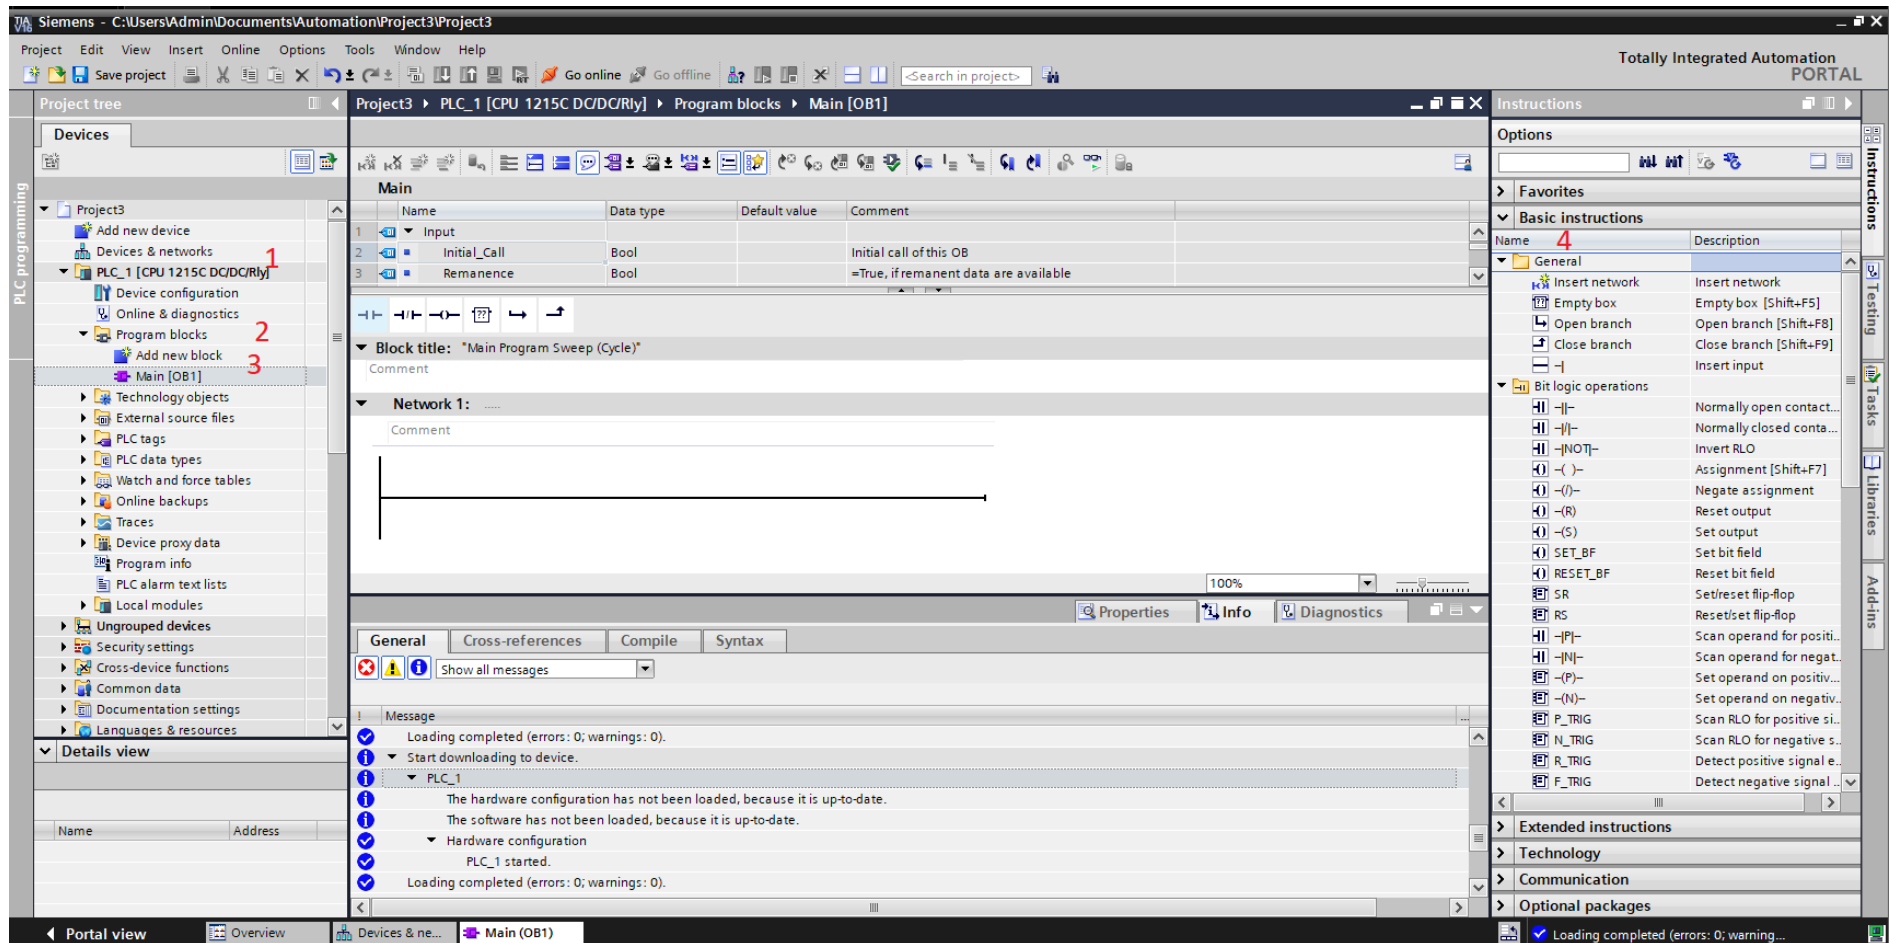 Siemens - C:\Users\Admin\Documents\Automation\Project3\Project3
Project Edit View Insert Online Options Tools Window Help
Save project Go online Go offline <Search in project>
Totally Integrated Automation
PORTAL
Project tree
Devices
PLC programming
Project3
Add new device
Devices & networks
1
PLC_1 [CPU 1215C DC/DC/Rly]
Device configuration
Online & diagnostics
Program blocks 2
Add new block
Main [OB1] 3
Technology objects
External source files
PLC tags
PLC data types
Watch and force tables
Online backups
Traces
Device proxy data
Program info
PLC alarm text lists
Local modules
Ungrouped devices
Security settings
Cross-device functions
Common data
Documentation settings
Languages & resources
Details view
Name Address
Project3 PLC_1 [CPU 1215C DC/DC/Rly] Program blocks Main [OB1]
Main
Name Data type Default value Comment
1 Input
2 Initial_Call Bool Initial call of this OB
3 Remanence Bool =True, if remanent data are available
Block title: "Main Program Sweep (Cycle)"
Comment
Network 1: .....
Comment
100%
Properties Info Diagnostics
General Cross-references Compile Syntax
Show all messages
! Message
Loading completed (errors: 0; warnings: 0).
Start downloading to device.
PLC_1
The hardware configuration has not been loaded, because it is up-to-date.
The software has not been loaded, because it is up-to-date.
Hardware configuration
PLC_1 started.
Loading completed (errors: 0; warnings: 0).
Instructions
Options
Favorites
Basic instructions
Name 4 Description
General
Insert network Insert network
Empty box Empty box [Shift+F5]
Open branch Open branch [Shift+F8]
Close branch Close branch [Shift+F9]
-| Insert input
Bit logic operations
-||- Normally open contact...
-|/|- Normally closed conta...
-|NOT|- Invert RLO
-( )- Assignment [Shift+F7]
-(/)- Negate assignment
-(R) Reset output
-(S) Set output
SET_BF Set bit field
RESET_BF Reset bit field
SR Set/reset flip-flop
RS Reset/set flip-flop
-|P|- Scan operand for positi..
-|N|- Scan operand for negat..
-(P)- Set operand on positiv...
-(N)- Set operand on negativ..
P_TRIG Scan RLO for positive si..
N_TRIG Scan RLO for negative s..
R_TRIG Detect positive signal e..
F_TRIG Detect negative signal ..
Extended instructions
Technology
Communication
Optional packages
Instructions
Testing
Tasks
Libraries
Add-ins
Portal view Overview Devices & ne... Main (OB1) Loading completed (errors: 0; warning...